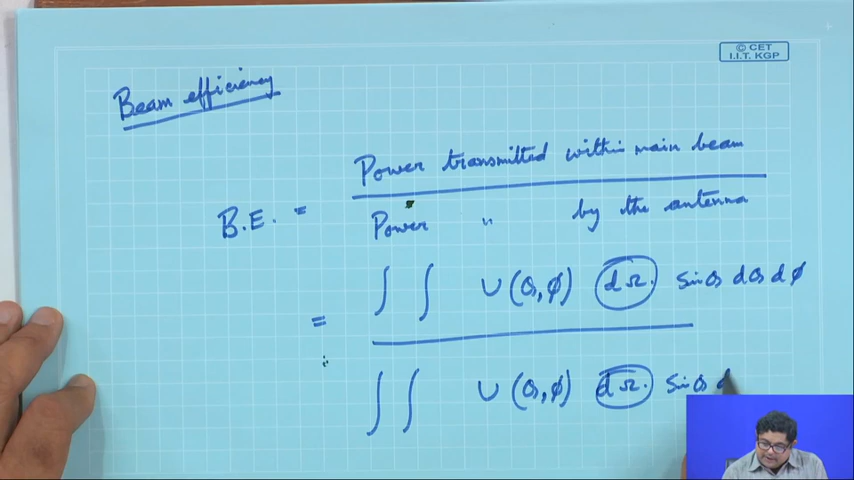 © CET
I.I.T. KGP
Beam efficiency
B.E. = Power transmitted within main beam
Power " by the antenna
= ∫ ∫ U(θ, φ) dΩ. sinθ dθ dφ
∫ ∫ U(θ, φ) dΩ. sinθ d